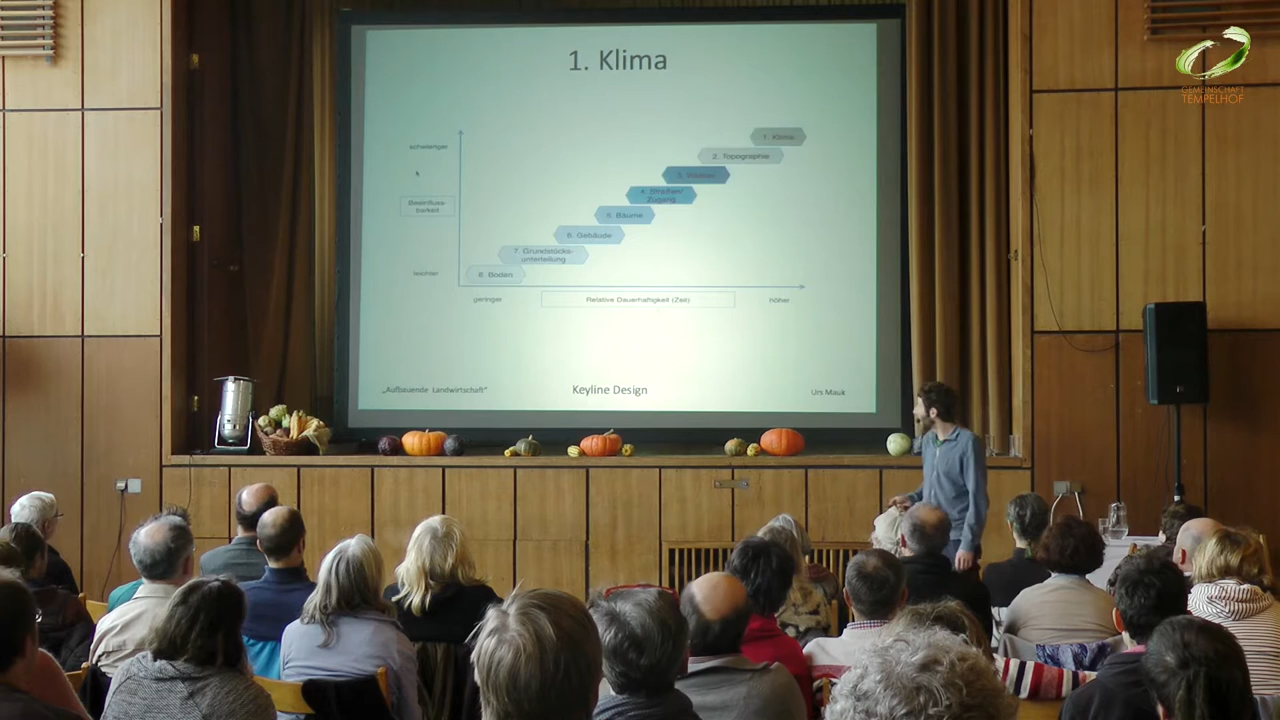 1. Klima
GEMEINSCHAFT
TEMPELHOF
schwieriger
1. Klima
2. Topographie
3. Wasser
4. Straßen/
Zugang
Beeinfluss-
barkeit
5. Bäume
6. Gebäude
7. Grundstücks-
unterteilung
leichter
8. Boden
geringer
Relative Dauerhaftigkeit (Zeit)
höher
„Aufbauende Landwirtschaft“
Keyline Design
Urs Mauk